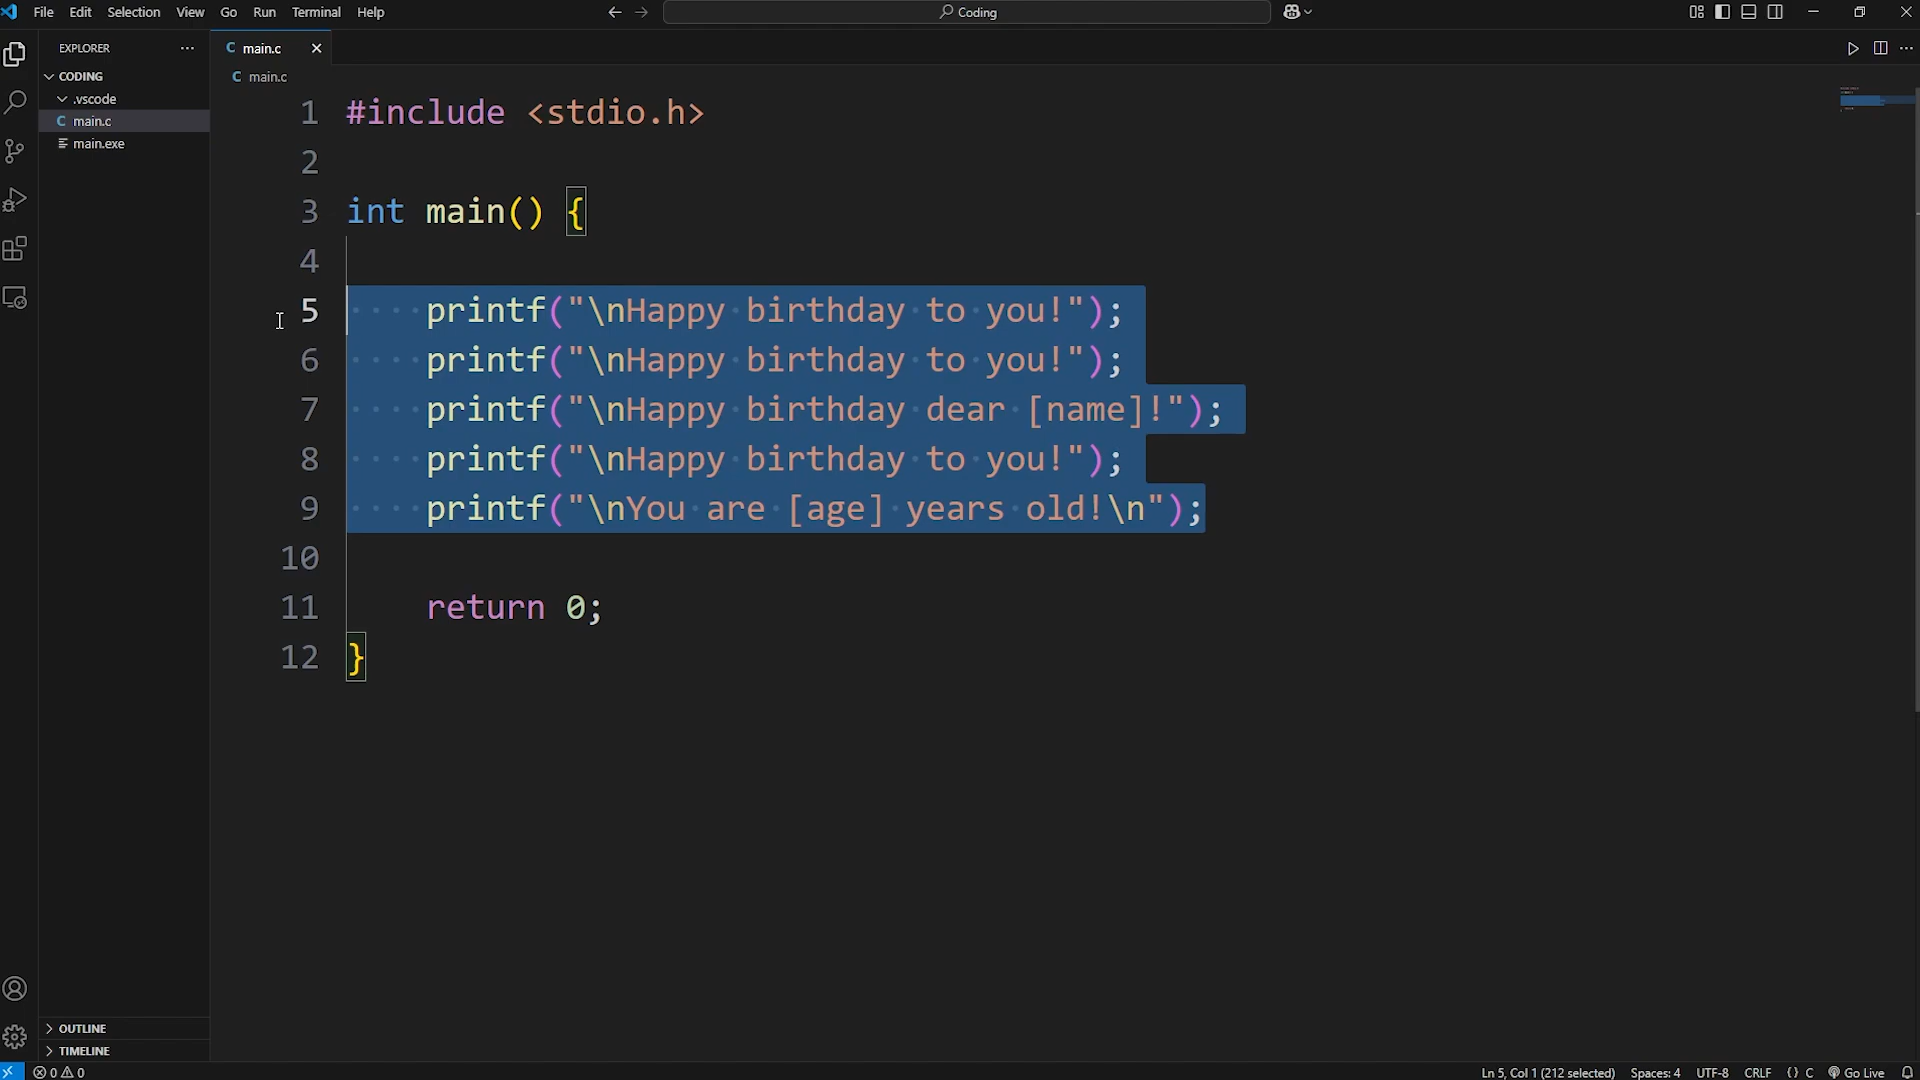 File Edit Selection View Go Run Terminal Help
Coding
EXPLORER
main.c
CODING
.vscode
main.c
main.exe
main.c
1 #include <stdio.h>
2
3 int main() {
4
5 printf("\nHappy birthday to you!");
6 printf("\nHappy birthday to you!");
7 printf("\nHappy birthday dear [name]!");
8 printf("\nHappy birthday to you!");
9 printf("\nYou are [age] years old!\n");
10
11 return 0;
12 }
OUTLINE
TIMELINE
0 0
Ln 5, Col 1 (212 selected) Spaces: 4 UTF-8 CRLF {} C Go Live